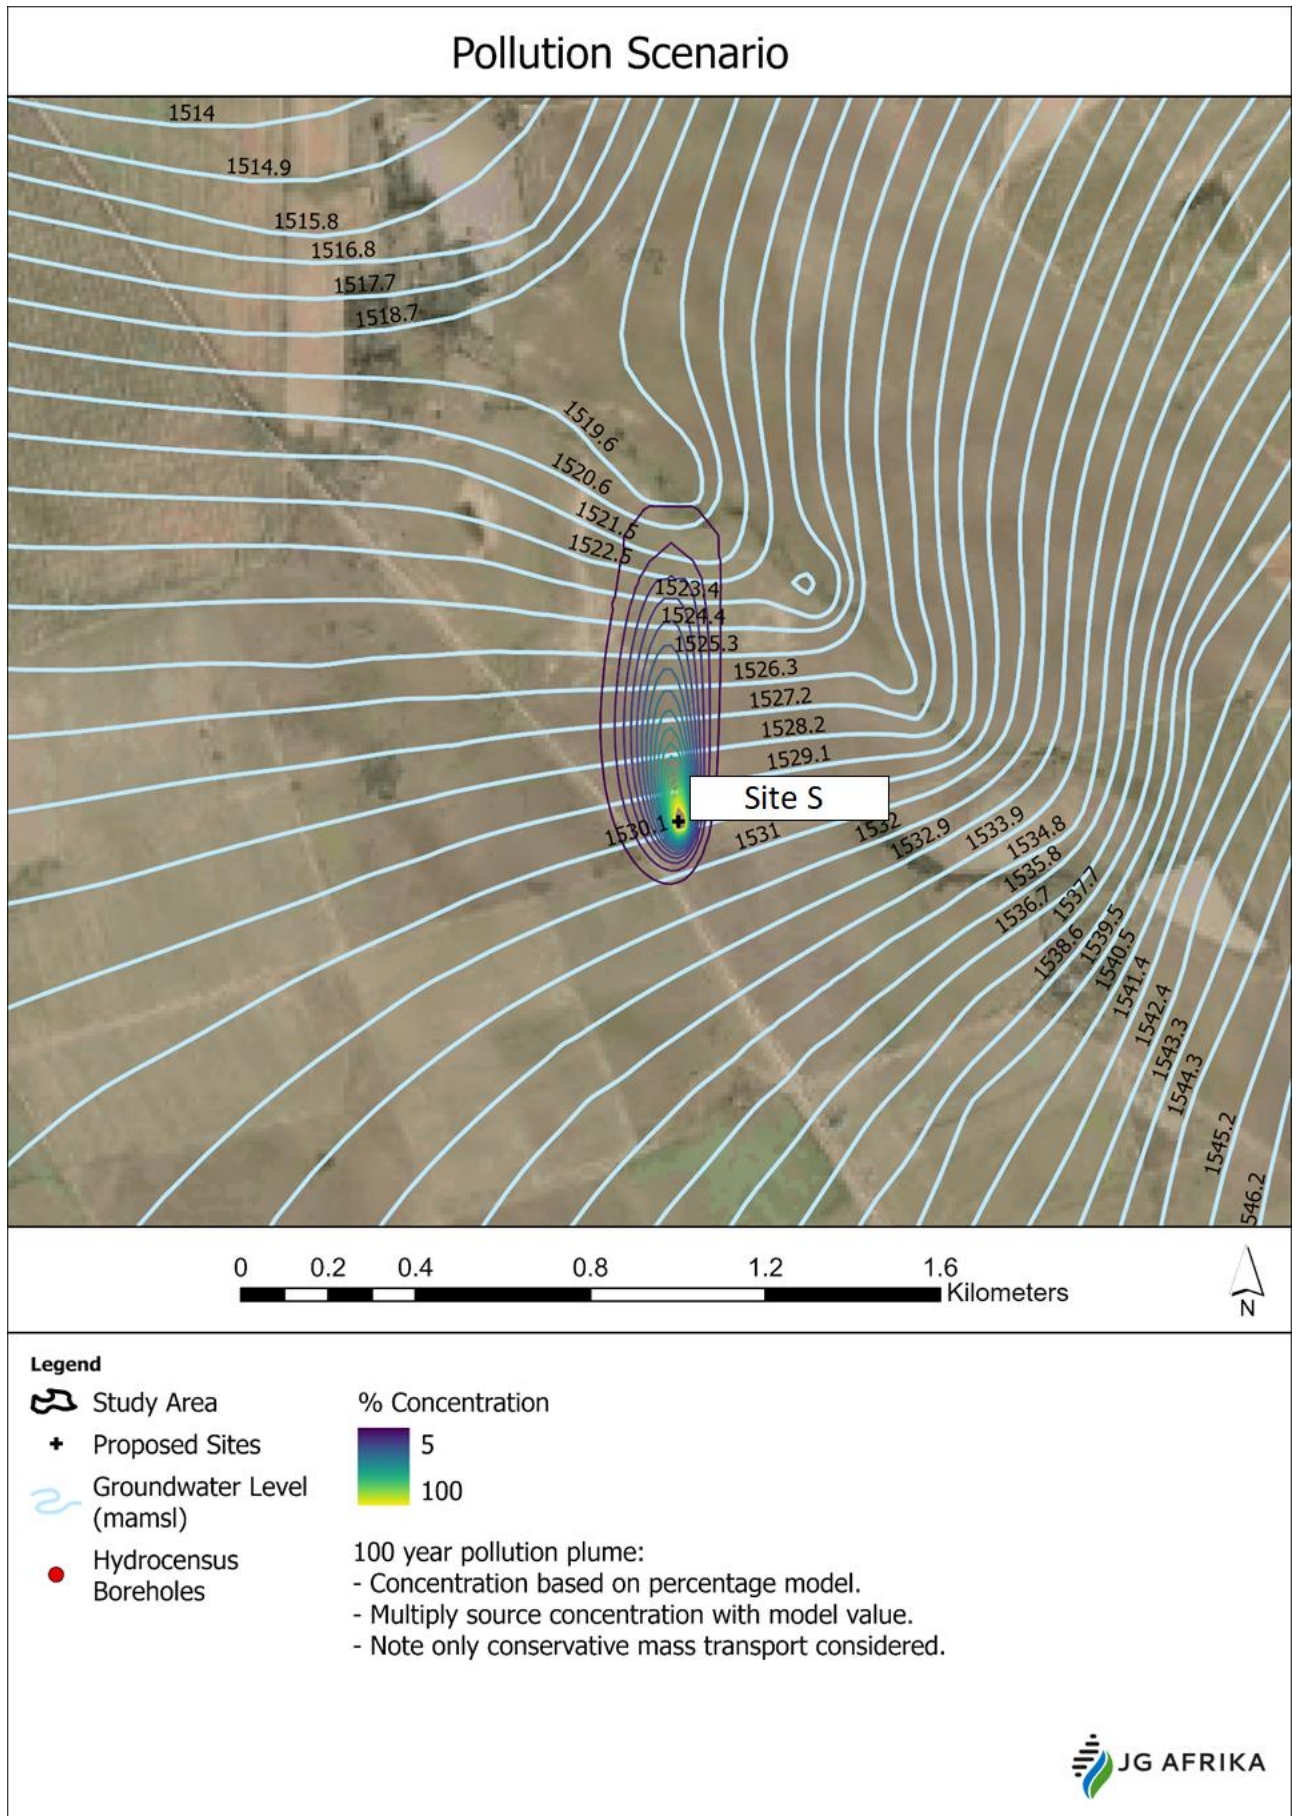 Pollution Scenario
1514
1514.9
1515.8
1516.8
1517.7
1518.7
1519.6
1520.6
1521.5
1522.5
1523.4
1524.4
1525.3
1526.3
1527.2
1528.2
1529.1
Site S
1530.1
1531
1532
1532.9
1533.9
1534.8
1535.8
1536.7
1537.7
1538.6
1539.5
1540.5
1541.4
1542.4
1543.3
1544.3
1545.2
546.2
0 0.2 0.4 0.8 1.2 1.6
Kilometers
N
Legend
Study Area
Proposed Sites
Groundwater Level
(mamsl)
Hydrocensus
Boreholes
% Concentration
5
100
100 year pollution plume:
- Concentration based on percentage model.
- Multiply source concentration with model value.
- Note only conservative mass transport considered.
JG AFRIKA